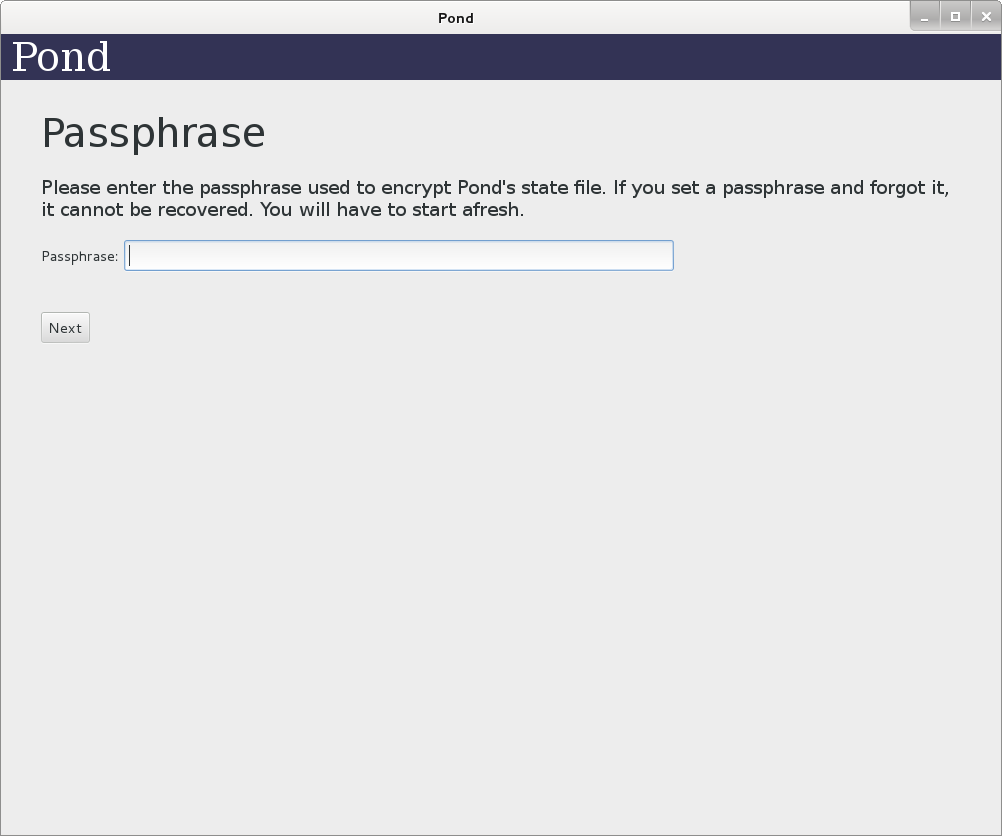 Pond
Pond
Passphrase
Please enter the passphrase used to encrypt Pond's state file. If you set a passphrase and forgot it,
it cannot be recovered. You will have to start afresh.
Passphrase:
Next